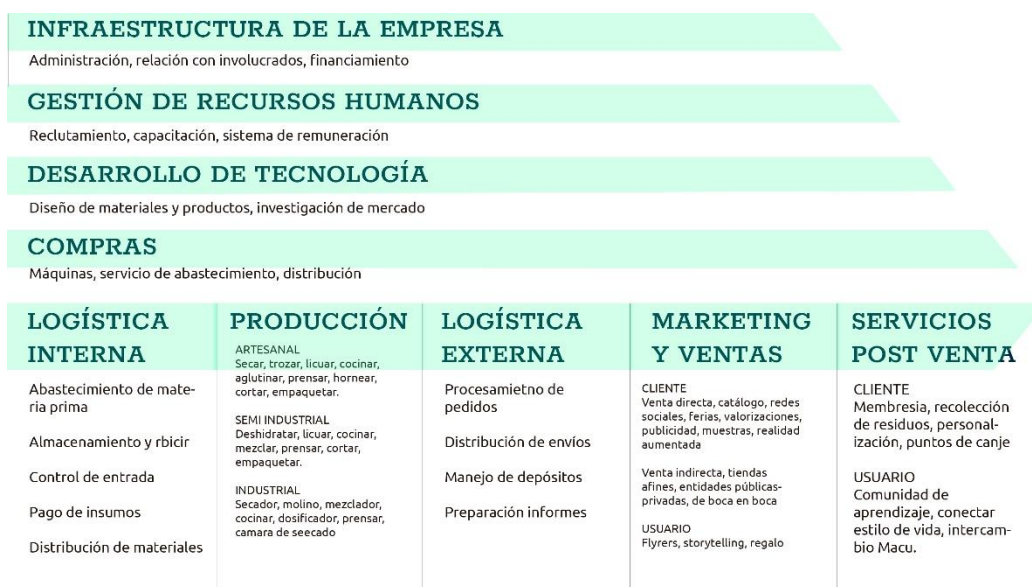 INFRAESTRUCTURA DE LA EMPRESA
Administración, relación con involucrados, financiamiento
GESTIÓN DE RECURSOS HUMANOS
Reclutamiento, capacitación, sistema de remuneración
DESARROLLO DE TECNOLOGÍA
Diseño de materiales y productos, investigación de mercado
COMPRAS
Máquinas, servicio de abastecimiento, distribución
LOGÍSTICA
INTERNA
Abastecimiento de mate-
ria prima
Almacenamiento y rbicir
Control de entrada
Pago de insumos
Distribución de materiales
PRODUCCIÓN
ARTESANAL
Secar, trozar, licuar, cocinar,
aglutinar, prensar, hornear,
cortar, empaquetar.
SEMI INDUSTRIAL
Deshidratar, licuar, cocinar,
mezclar, prensar, cortar,
empaquetar.
INDUSTRIAL
Secador, molino, mezclador,
cocinar, dosificador, prensar,
camara de seecado
LOGÍSTICA
EXTERNA
Procesamietno de
pedidos
Distribución de envíos
Manejo de depósitos
Preparación informes
MARKETING
Y VENTAS
CLIENTE
Venta directa, catálogo, redes
sociales, ferias, valorizaciones,
publicidad, muestras, realidad
aumentada
Venta indirecta, tiendas
afines, entidades públicas-
privadas, de boca en boca
USUARIO
Flyrers, storytelling, regalo
SERVICIOS
POST VENTA
CLIENTE
Membresia, recolección
de residuos, personal-
ización, puntos de canje
USUARIO
Comunidad de
aprendizaje, conectar
estilo de vida, intercam-
bio Macu.